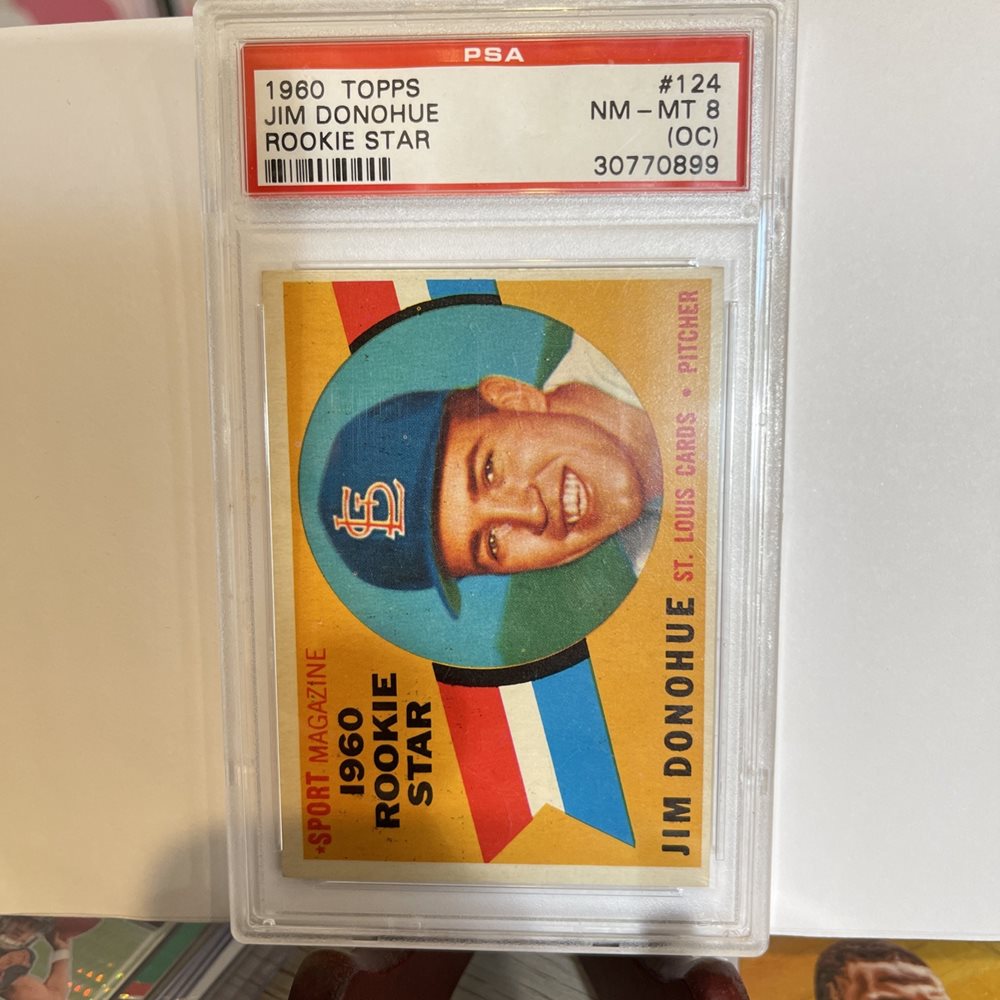 PSA
1960 TOPPS #124
JIM DONOHUE NM-MT 8
ROOKIE STAR (OC)
30770899
★SPORT MAGAZINE
1960
ROOKIE
STAR
STL
JIM DONOHUE ST. LOUIS CARDS • PITCHER